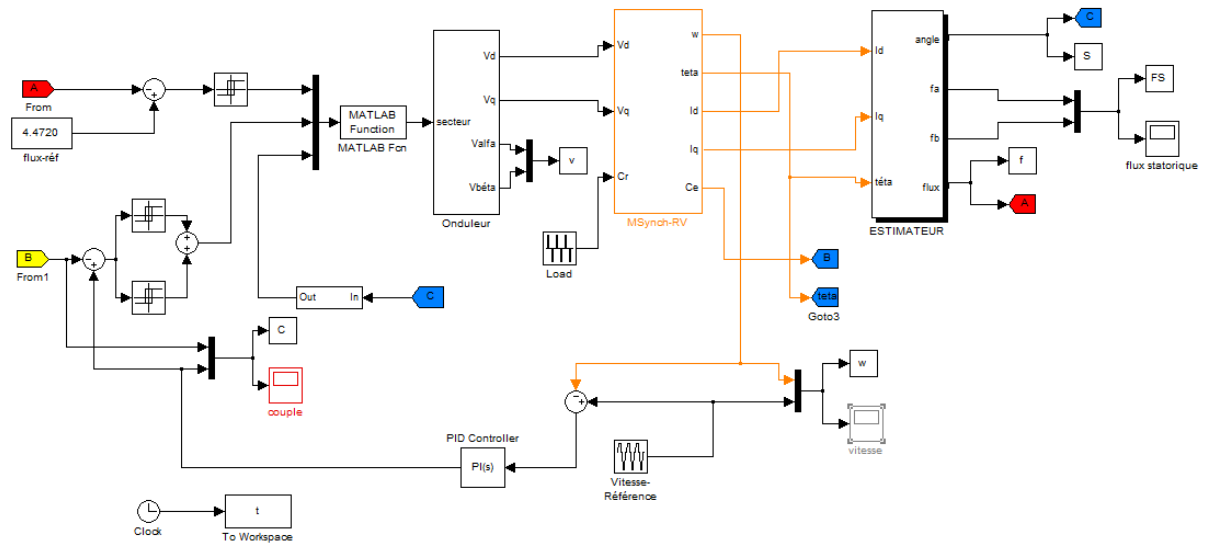 A
From
4.4720
flux-réf
MATLAB
Function
MATLAB Fcn
secteur
Vd
Vq
Valfa
Vbéta
Onduleur
v
Vd
Vq
Cr
w
teta
Id
Iq
Ce
MSynch-RV
Load
Id
Iq
téta
angle
fa
fb
flux
ESTIMATEUR
C
S
FS
flux statorique
f
A
B
From1
Out
In
C
B
teta
Goto3
C
couple
w
vitesse
PID Controller
PI(s)
Vitesse-
Référence
Clock
t
To Workspace